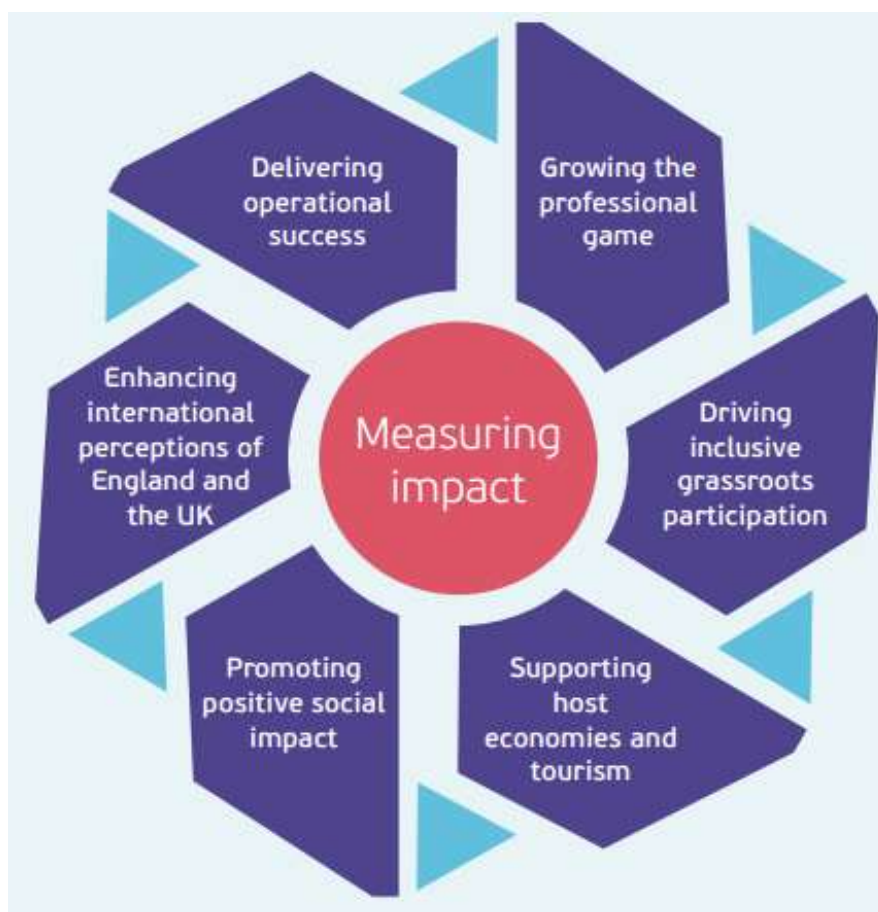 Delivering
operational
success
Growing the
professional
game
Enhancing
international
perceptions of
England and
the UK
Measuring
impact
Driving
inclusive
grassroots
participation
Promoting
positive social
impact
Supporting
host
economies and
tourism